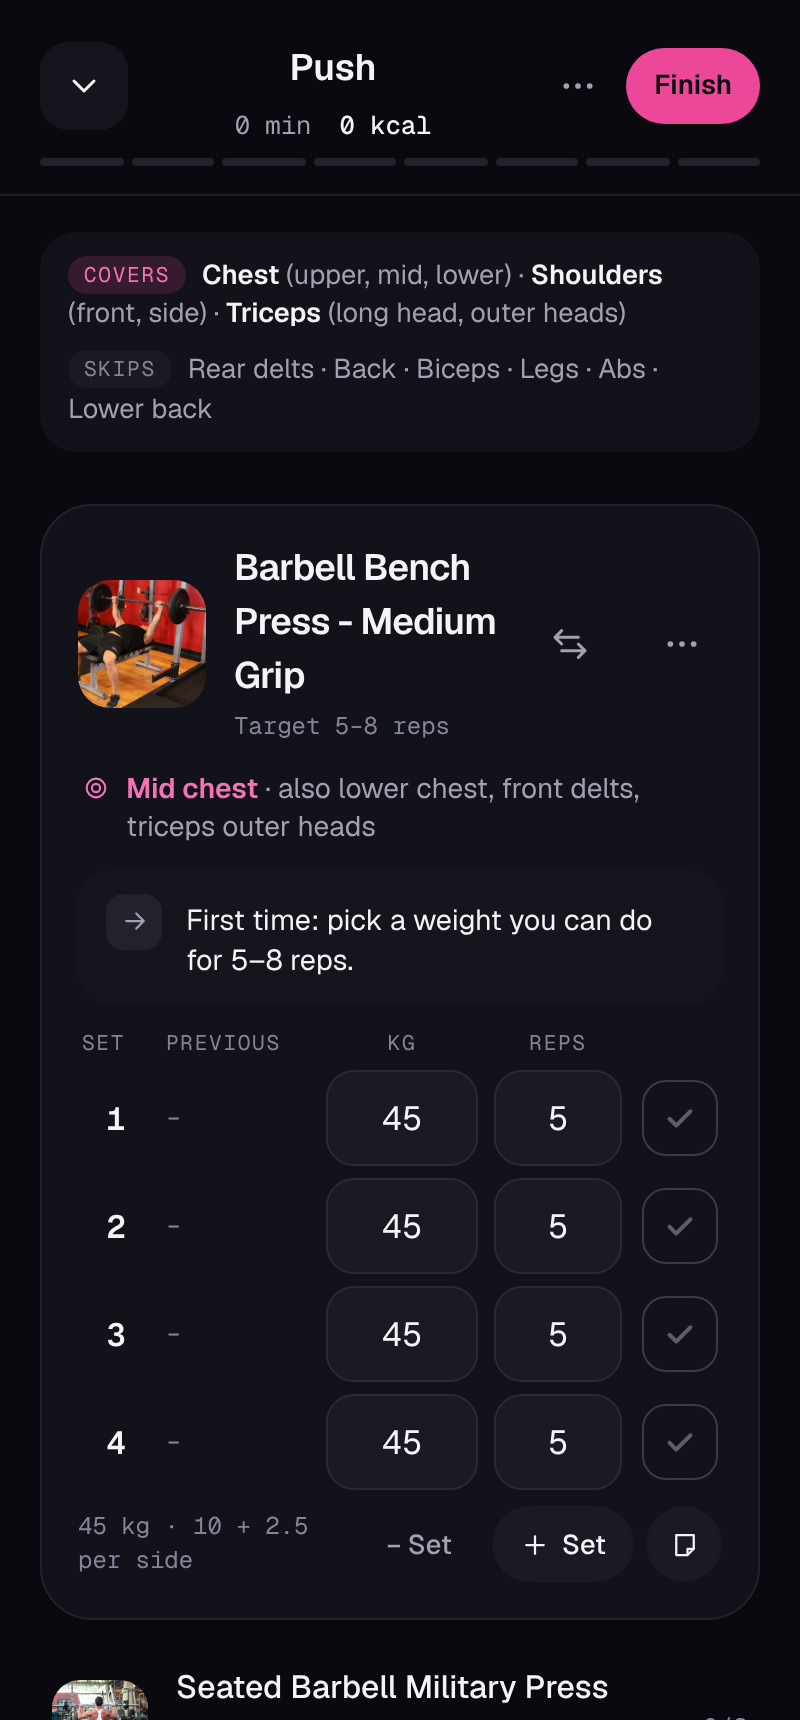 Push
Finish
0 min 0 kcal
COVERS Chest (upper, mid, lower) · Shoulders
(front, side) · Triceps (long head, outer heads)
SKIPS Rear delts · Back · Biceps · Legs · Abs ·
Lower back
Barbell Bench
Press - Medium
Grip
Target 5–8 reps
Mid chest · also lower chest, front delts,
triceps outer heads
First time: pick a weight you can do
for 5–8 reps.
SET PREVIOUS KG REPS
1 - 45 5
2 - 45 5
3 - 45 5
4 - 45 5
45 kg · 10 + 2.5
per side
– Set
+ Set
Seated Barbell Military Press